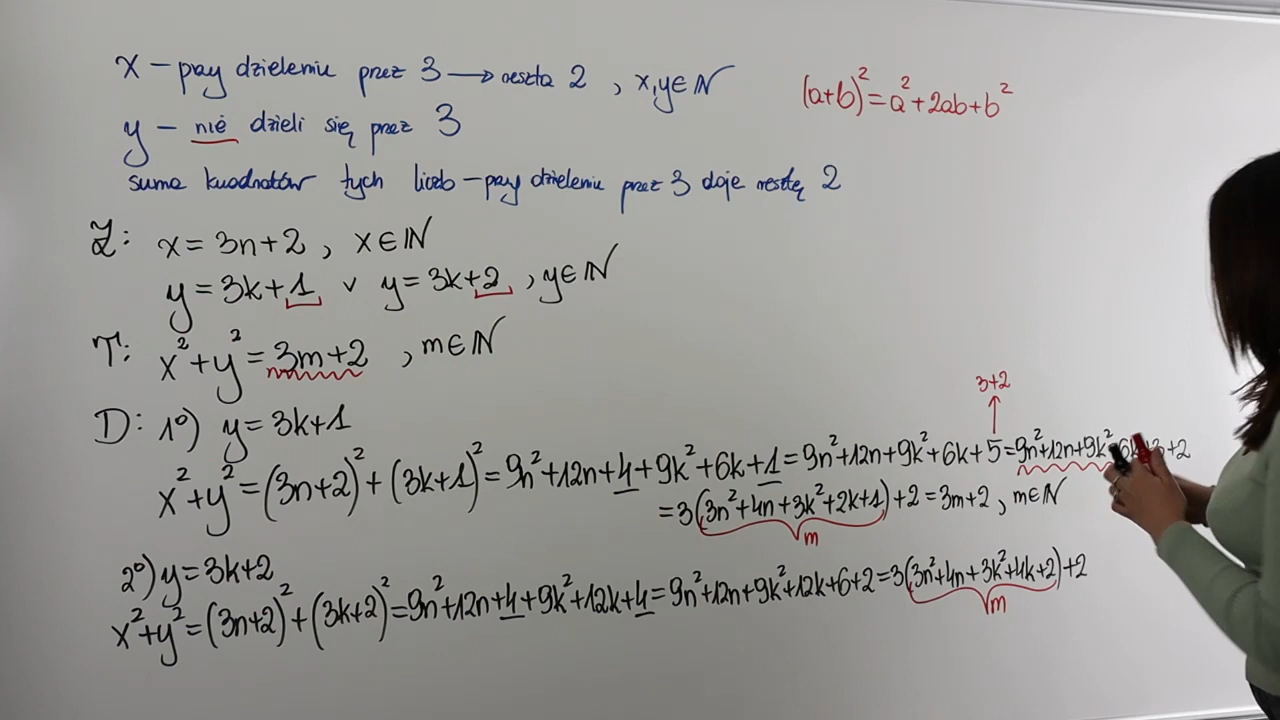 x – przy dzieleniu przez 3 → reszta 2 , x,y∈ℕ
(a+b)²=a²+2ab+b²
y – nie dzieli się przez 3
suma kwadratów tych liczb – przy dzieleniu przez 3 daje resztę 2
Z: x=3n+2 , x∈ℕ
y=3k+1 ∨ y=3k+2 , y∈ℕ
T: x²+y²=3m+2 , m∈ℕ
3+2
D: 1°) y=3k+1
x²+y²=(3n+2)²+(3k+1)²=9n²+12n+4+9k²+6k+1=9n²+12n+9k²+6k+5=9n²+12n+9k² +2
=3(3n²+4n+3k²+2k+1)+2=3m+2 , m∈ℕ
m
2°) y=3k+2
x²+y²=(3n+2)²+(3k+2)²=9n²+12n+4+9k²+12k+4=9n²+12n+9k²+12k+6+2=3(3n²+4n+3k²+4k+2)+2
m